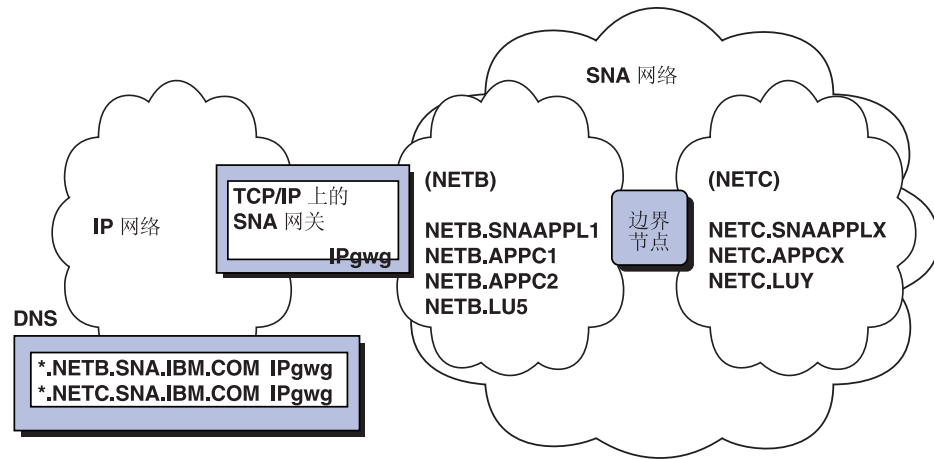 SNA 网络
IP 网络
TCP/IP 上的
SNA 网关
IPgwg
(NETB)
NETB.SNAAPPL1
NETB.APPC1
NETB.APPC2
NETB.LU5
边界
节点
(NETC)
NETC.SNAAPPLX
NETC.APPCX
NETC.LUY
DNS
*.NETB.SNA.IBM.COM IPgwg
*.NETC.SNA.IBM.COM IPgwg